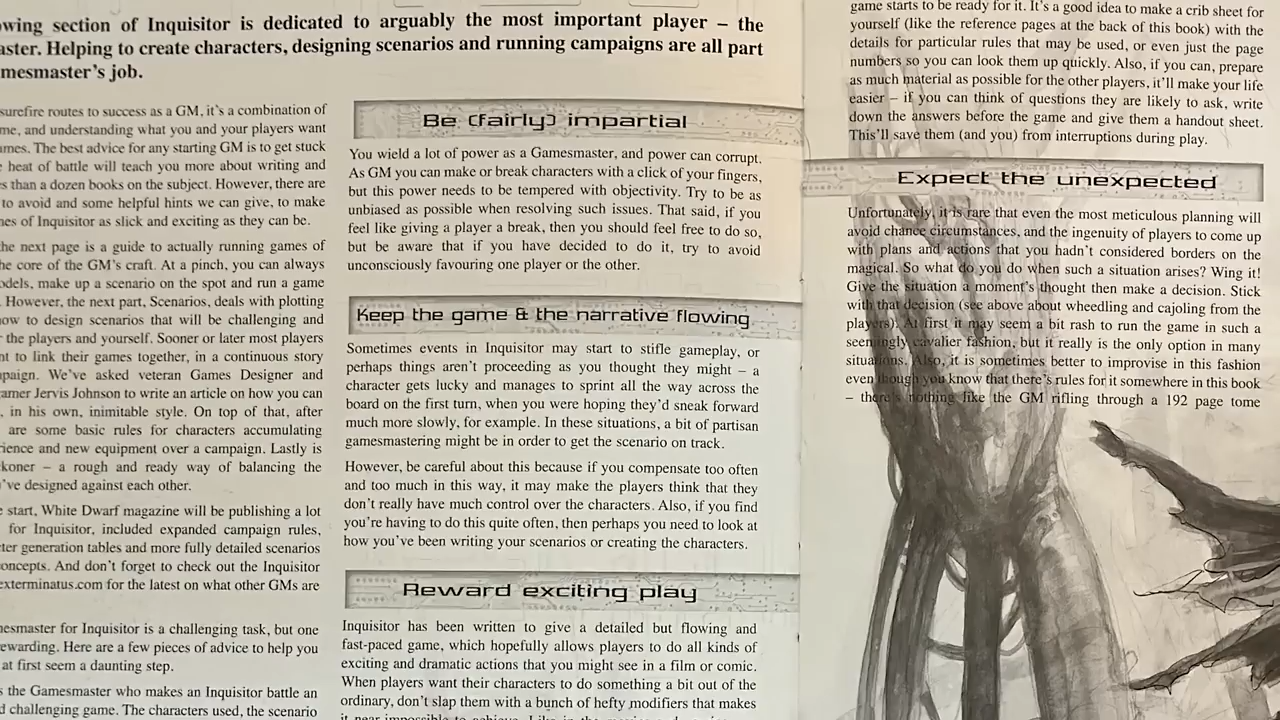 wing section of Inquisitor is dedicated to arguably the most important player – the
aster. Helping to create characters, designing scenarios and running campaigns are all part
mesmaster's job.
surefire routes to success as a GM, it's a combination of
me, and understanding what you and your players want
ames. The best advice for any starting GM is to get stuck
heat of battle will teach you more about writing and
s than a dozen books on the subject. However, there are
to avoid and some helpful hints we can give, to make
nes of Inquisitor as slick and exciting as they can be.
he next page is a guide to actually running games of
he core of the GM's craft. At a pinch, you can always
odels, make up a scenario on the spot and run a game
. However, the next part, Scenarios, deals with plotting
ow to design scenarios that will be challenging and
r the players and yourself. Sooner or later most players
nt to link their games together, in a continuous story
paign. We've asked veteran Games Designer and
amer Jervis Johnson to write an article on how you can
, in his own, inimitable style. On top of that, after
are some basic rules for characters accumulating
rience and new equipment over a campaign. Lastly is
koner – a rough and ready way of balancing the
've designed against each other.
e start, White Dwarf magazine will be publishing a lot
for Inquisitor, included expanded campaign rules,
ter generation tables and more fully detailed scenarios
oncepts. And don't forget to check out the Inquisitor
exterminatus.com for the latest on what other GMs are
mesmaster for Inquisitor is a challenging task, but one
ewarding. Here are a few pieces of advice to help you
at first seem a daunting step.
s the Gamesmaster who makes an Inquisitor battle an
d challenging game. The characters used, the scenario
Be (fairly) impartial
You wield a lot of power as a Gamesmaster, and power can corrupt.
As GM you can make or break characters with a click of your fingers,
but this power needs to be tempered with objectivity. Try to be as
unbiased as possible when resolving such issues. That said, if you
feel like giving a player a break, then you should feel free to do so,
but be aware that if you have decided to do it, try to avoid
unconsciously favouring one player or the other.
Keep the game & the narrative flowing
Sometimes events in Inquisitor may start to stifle gameplay, or
perhaps things aren't proceeding as you thought they might – a
character gets lucky and manages to sprint all the way across the
board on the first turn, when you were hoping they'd sneak forward
much more slowly, for example. In these situations, a bit of partisan
gamesmastering might be in order to get the scenario on track.
However, be careful about this because if you compensate too often
and too much in this way, it may make the players think that they
don't really have much control over the characters. Also, if you find
you're having to do this quite often, then perhaps you need to look at
how you've been writing your scenarios or creating the characters.
Reward exciting play
Inquisitor has been written to give a detailed but flowing and
fast-paced game, which hopefully allows players to do all kinds of
exciting and dramatic actions that you might see in a film or comic.
When players want their characters to do something a bit out of the
ordinary, don't slap them with a bunch of hefty modifiers that makes
game starts to be ready for it. It's a good idea to make a crib sheet for
yourself (like the reference pages at the back of this book) with the
details for particular rules that may be used, or even just the page
numbers so you can look them up quickly. Also, if you can, prepare
as much material as possible for the other players, it'll make your life
easier – if you can think of questions they are likely to ask, write
down the answers before the game and give them a handout sheet.
This'll save them (and you) from interruptions during play.
Expect the unexpected
Unfortunately, it is rare that even the most meticulous planning will
avoid chance circumstances, and the ingenuity of players to come up
with plans and actions that you hadn't considered borders on the
magical. So what do you do when such a situation arises? Wing it!
Give the situation a moment's thought then make a decision. Stick
with that decision (see above about wheedling and cajoling from the
players). At first it may seem a bit rash to run the game in such a
seemingly cavalier fashion, but it really is the only option in many
situations. Also, it is sometimes better to improvise in this fashion
even though you know that there's rules for it somewhere in this book
– there's nothing like the GM rifling through a 192 page tome